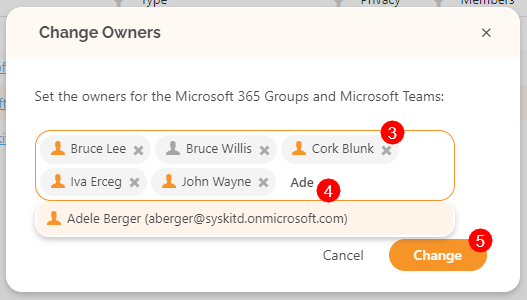 Type Privacy Members
Change Owners ×
Set the owners for the Microsoft 365 Groups and Microsoft Teams:
3
Bruce Lee × Bruce Willis × Cork Blunk ×
Iva Erceg × John Wayne × Ade
4
Adele Berger (aberger@syskitd.onmicrosoft.com)
5
Cancel Change